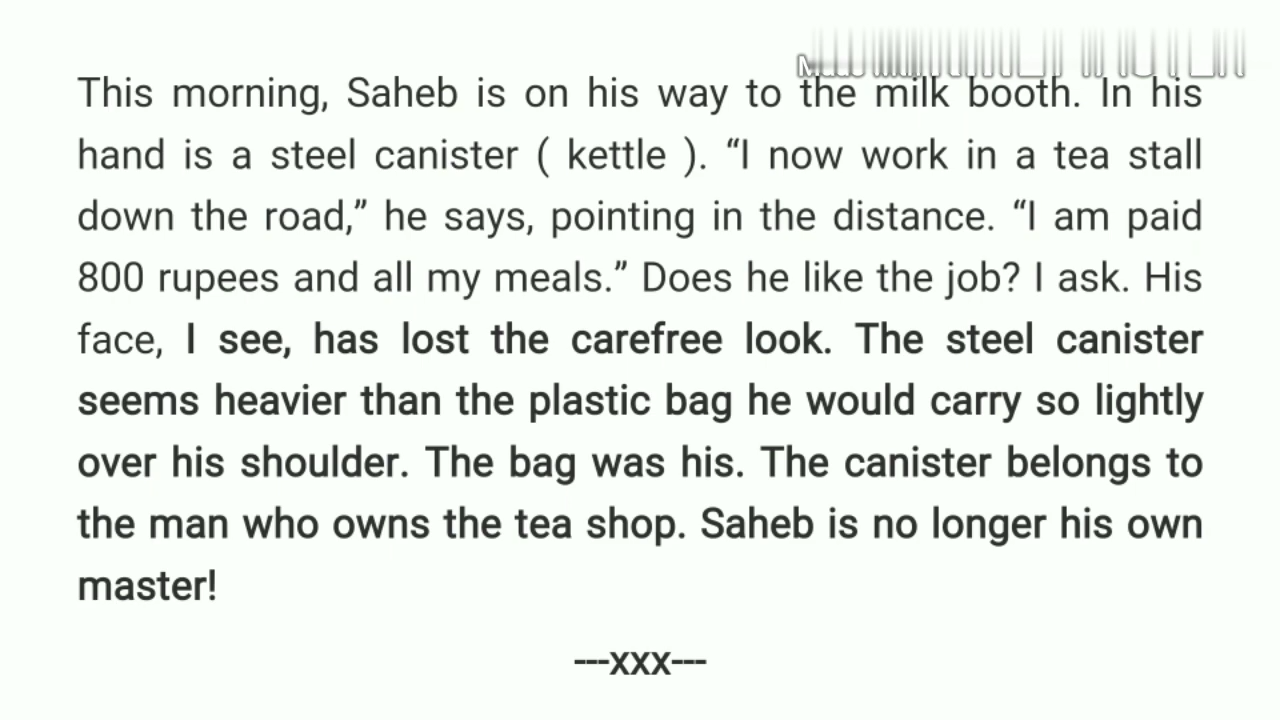 This morning, Saheb is on his way to the milk booth. In his
hand is a steel canister ( kettle ). “I now work in a tea stall
down the road,” he says, pointing in the distance. “I am paid
800 rupees and all my meals.” Does he like the job? I ask. His
face, I see, has lost the carefree look. The steel canister
seems heavier than the plastic bag he would carry so lightly
over his shoulder. The bag was his. The canister belongs to
the man who owns the tea shop. Saheb is no longer his own
master!
---xxx---